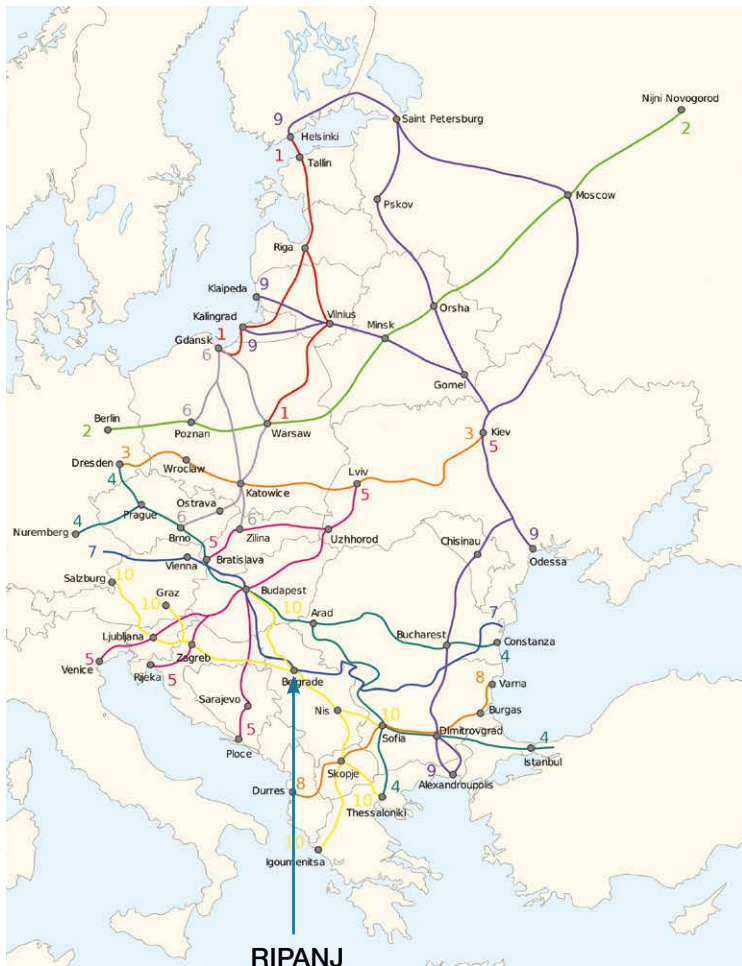 Nijni Novogorod
2
9
Saint Petersburg
Helsinki
1
Tallin
Moscow
Pskov
Riga
Klaipeda
9
Kalingrad
Vilnius
Orsha
Minsk
1
Gdansk
6
9
Gomel
Berlin
2
6
Poznan
1
Warsaw
3
Kiev
5
Dresden
3
4
Wroclaw
Lviv
5
Katowice
Ostrava
4
Prague
Nuremberg
6
Brno
6
Zilina
Uzhhorod
Chisinau
9
Odessa
7
Vienna
5
Bratislava
Salzburg
10
Graz
10
Budapest
10
Arad
7
Ljubljana
Bucharest
Constanza
4
Venice
5
Zagreb
Rijeka
5
Belgrade
8
Varna
Sarajevo
Nis
10
Burgas
5
Ploce
Sofia
Dimitrovgrad
4
Istanbul
Skopje
9
Alexandroupolis
Durres
8
10
4
Thessaloniki
10
Igoumenitsa
RIPANJ